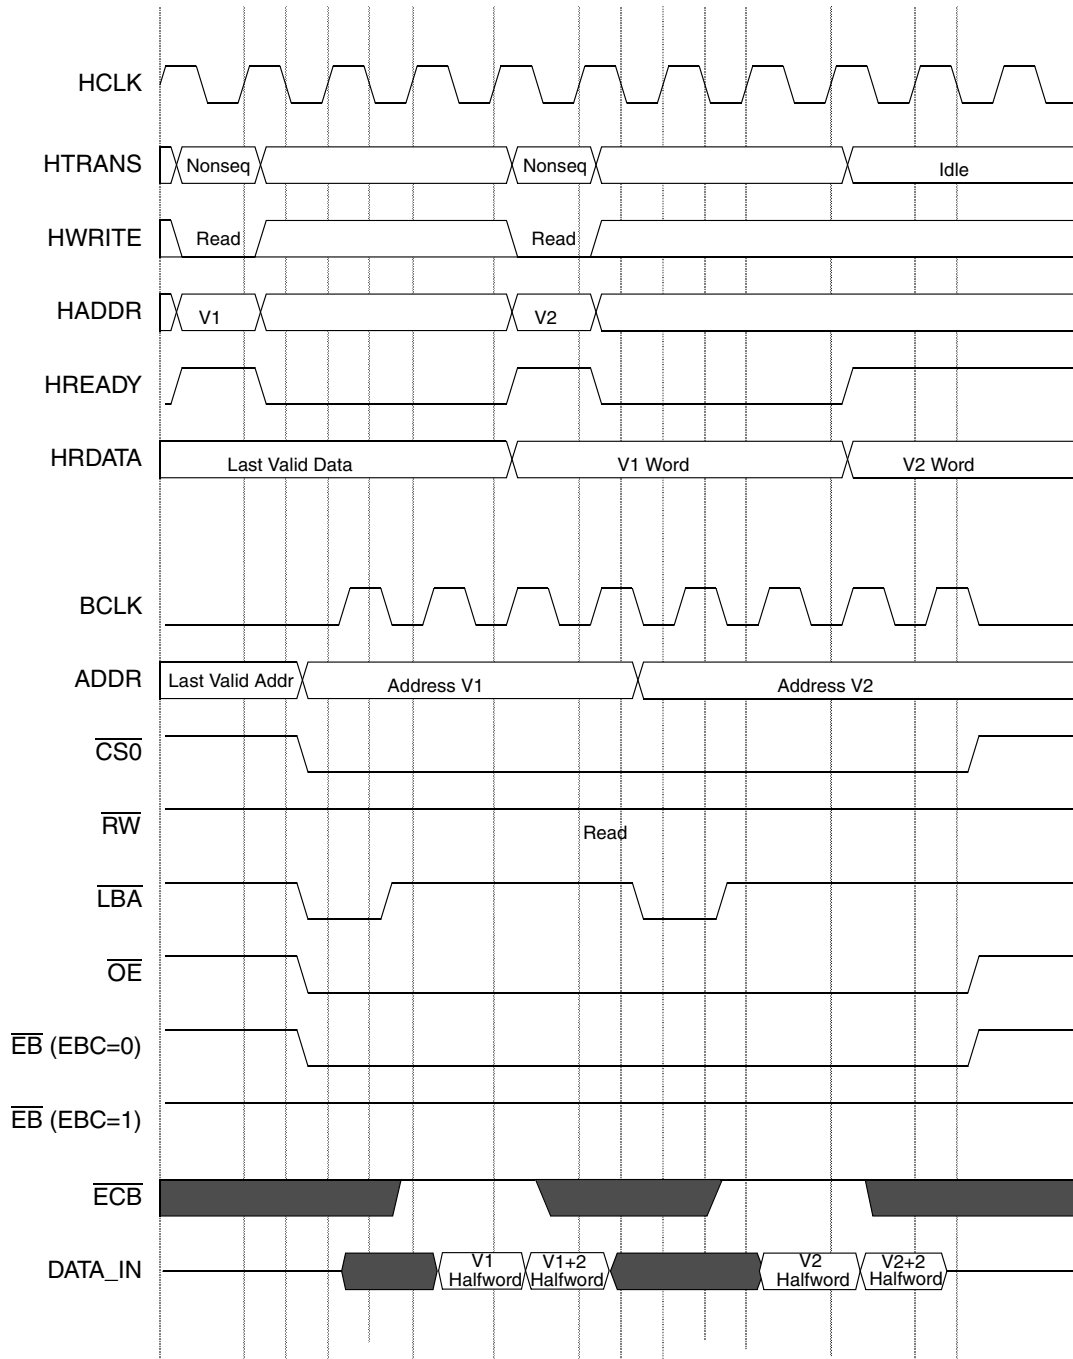 HCLK
HTRANS Nonseq Nonseq Idle
HWRITE Read Read
HADDR V1 V2
HREADY
HRDATA Last Valid Data V1 Word V2 Word
BCLK
ADDR Last Valid Addr Address V1 Address V2
CS0
RW Read
LBA
OE
EB (EBC=0)
EB (EBC=1)
ECB
DATA_IN V1 Halfword V1+2 Halfword V2 Halfword V2+2 Halfword